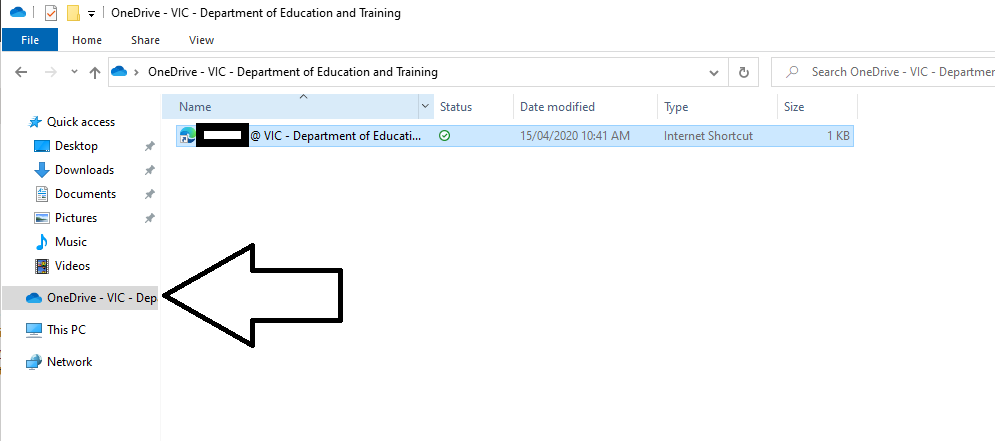 OneDrive - VIC - Department of Education and Training
File Home Share View
OneDrive - VIC - Department of Education and Training
Search OneDrive - VIC - Departmer
Name Status Date modified Type Size
@ VIC - Department of Educati... 15/04/2020 10:41 AM Internet Shortcut 1 KB
Quick access
Desktop
Downloads
Documents
Pictures
Music
Videos
OneDrive - VIC - Dep
This PC
Network